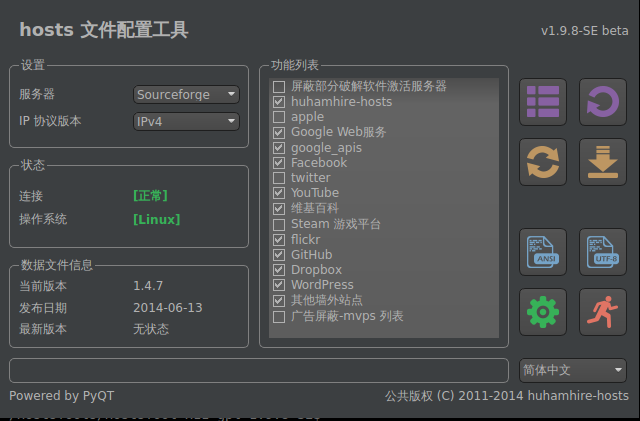 hosts 文件配置工具
v1.9.8-SE beta
设置
服务器
Sourceforge
IP 协议版本
IPv4
状态
连接
[正常]
操作系统
[Linux]
数据文件信息
当前版本
1.4.7
发布日期
2014-06-13
最新版本
无状态
功能列表
屏蔽部分破解软件激活服务器
huhamhire-hosts
apple
Google Web服务
google_apis
Facebook
twitter
YouTube
维基百科
Steam 游戏平台
flickr
GitHub
Dropbox
WordPress
其他墙外站点
广告屏蔽-mvps 列表
ANSI
UTF-8
简体中文
Powered by PyQT
公共版权 (C) 2011-2014 huhamhire-hosts